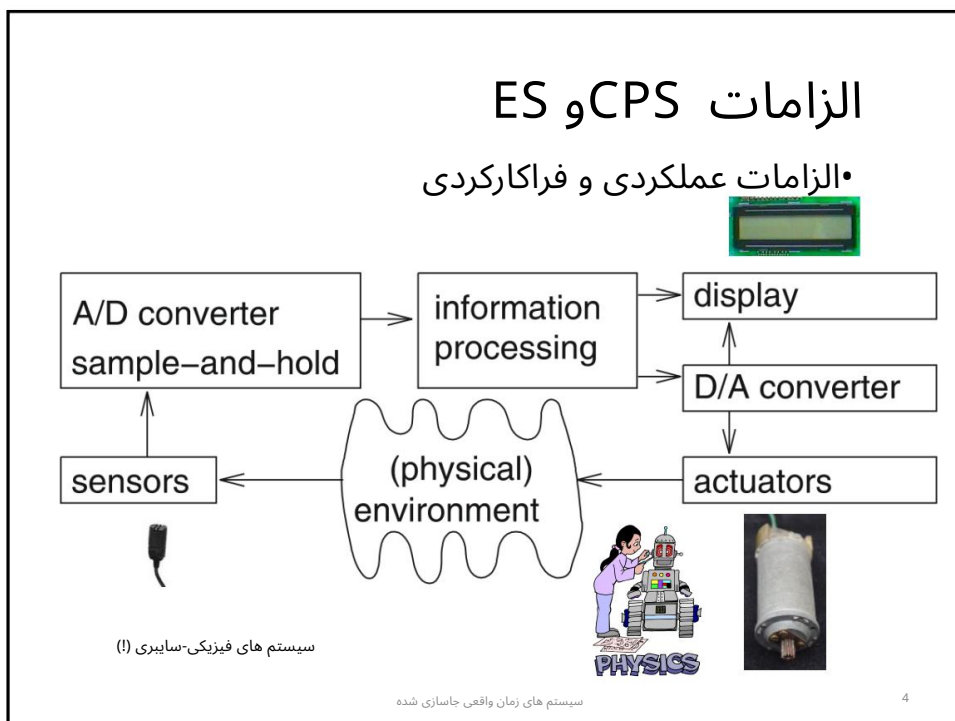 الزامات CPS و ES
•الزامات عملکردی و فراکارکردی
A/D converter
sample-and-hold
information
processing
display
D/A converter
sensors
(physical)
environment
actuators
PHYSICS
سیستم های فیزیکی-سایبری (!)
سیستم های زمان واقعی جاسازی شده
4